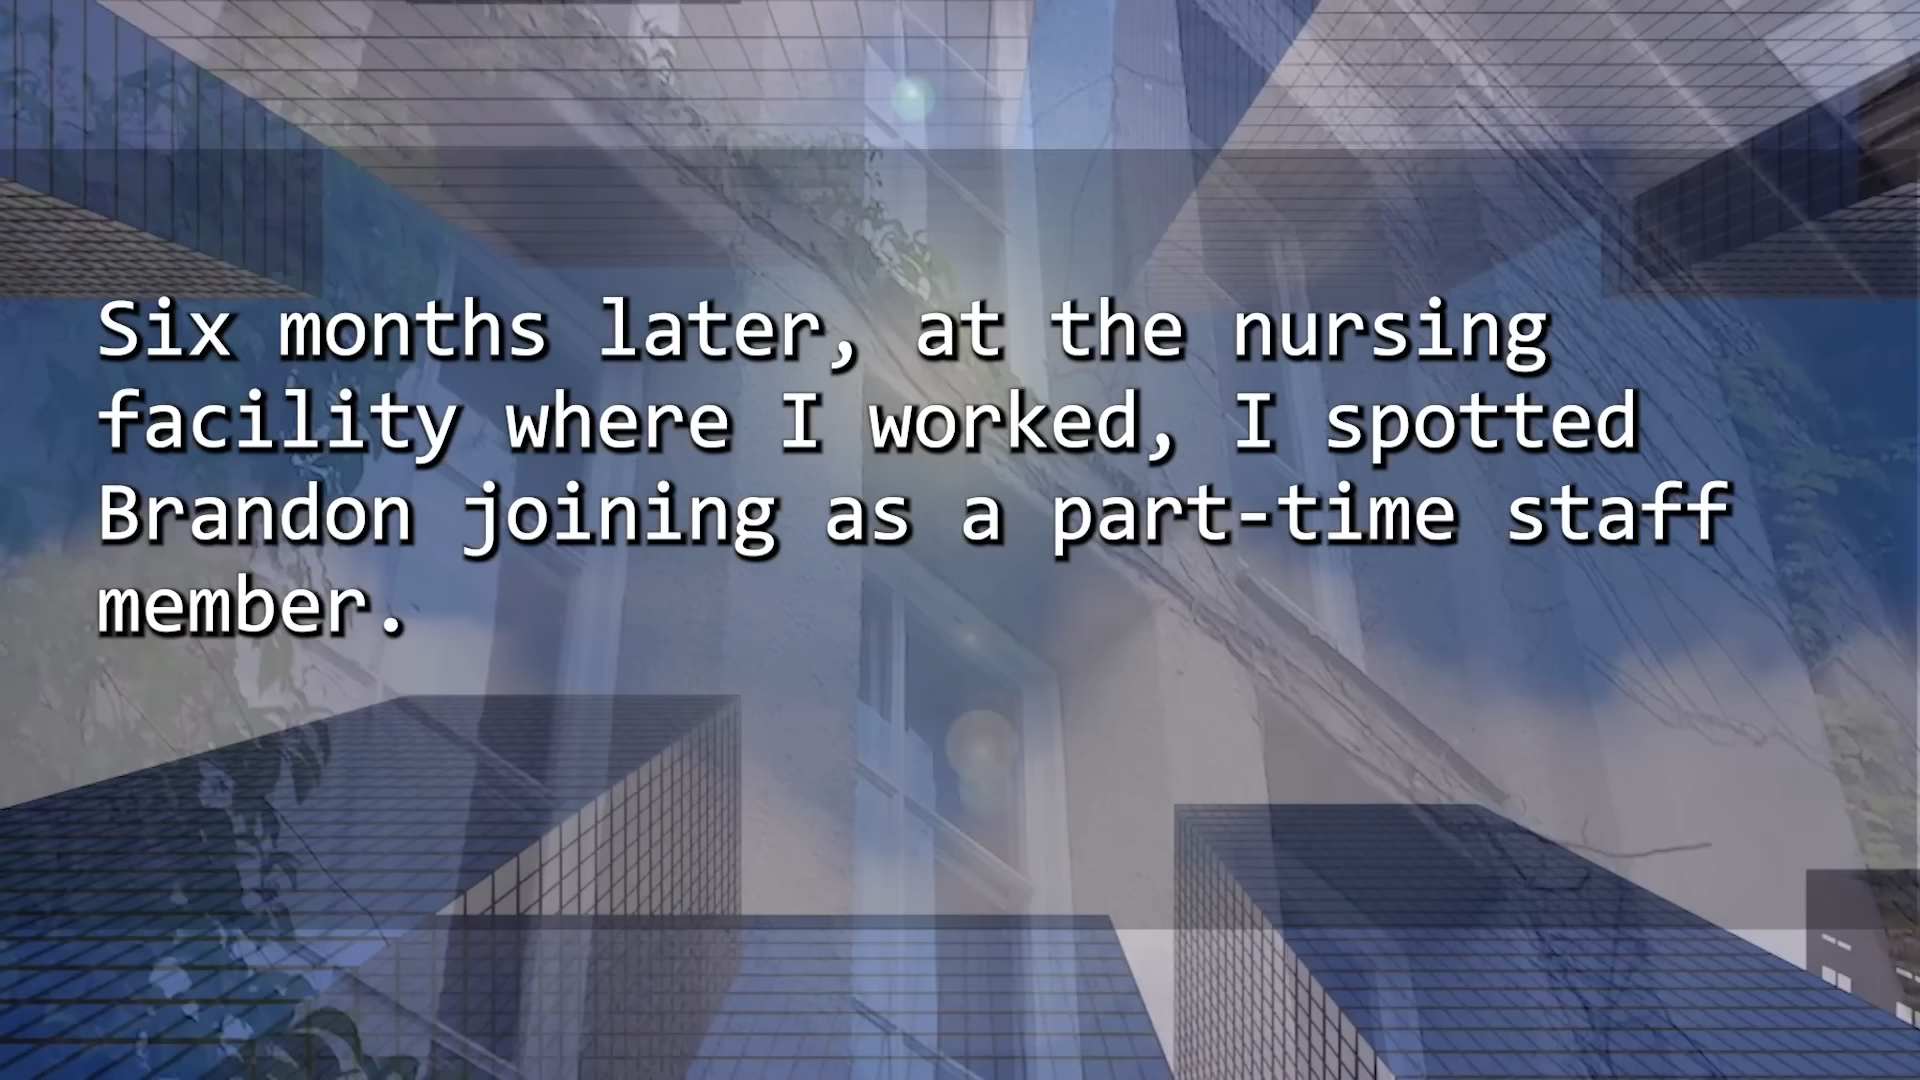 Six months later, at the nursing
facility where I worked, I spotted
Brandon joining as a part-time staff
member.